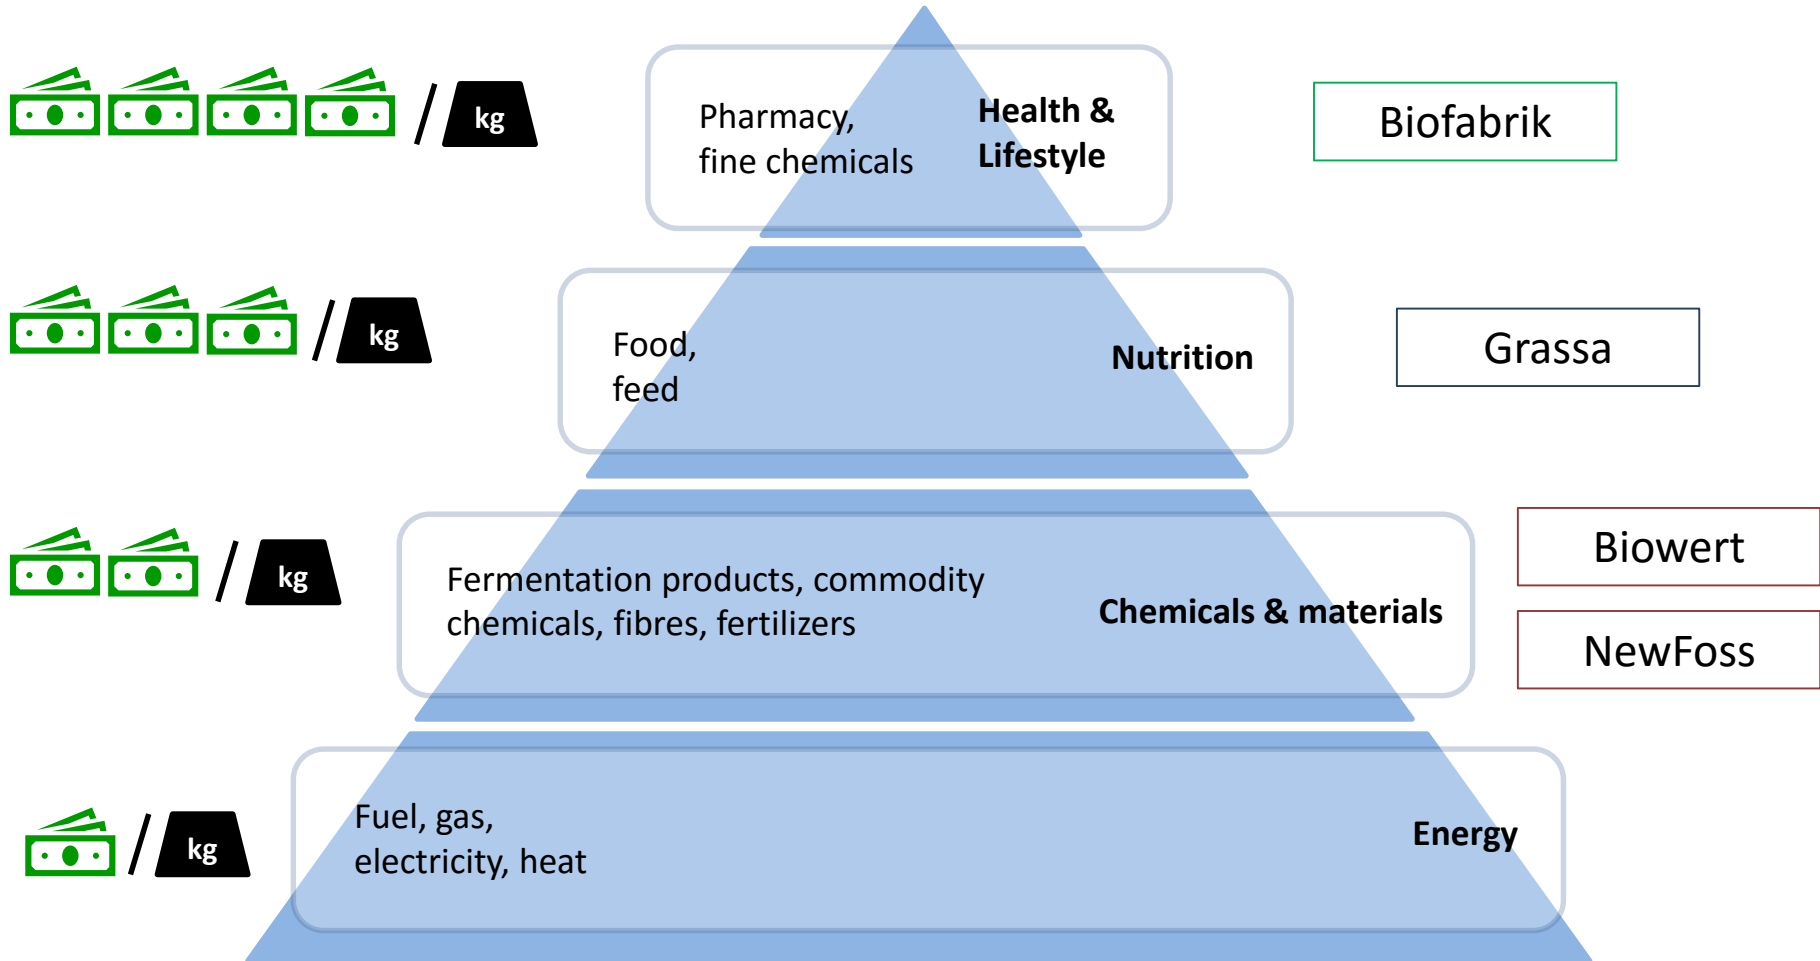 kg
Pharmacy,
fine chemicals
Health &
Lifestyle
Biofabrik
kg
Food,
feed
Nutrition
Grassa
kg
Fermentation products, commodity
chemicals, fibres, fertilizers
Chemicals & materials
Biowert
NewFoss
kg
Fuel, gas,
electricity, heat
Energy